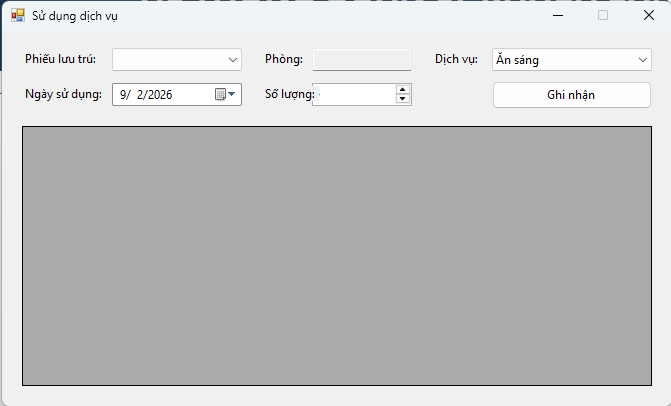 Sử dụng dịch vụ
Phiếu lưu trú: Phòng: Dịch vụ: Ăn sáng
Ngày sử dụng: 9/ 2/2026 Số lượng: Ghi nhận